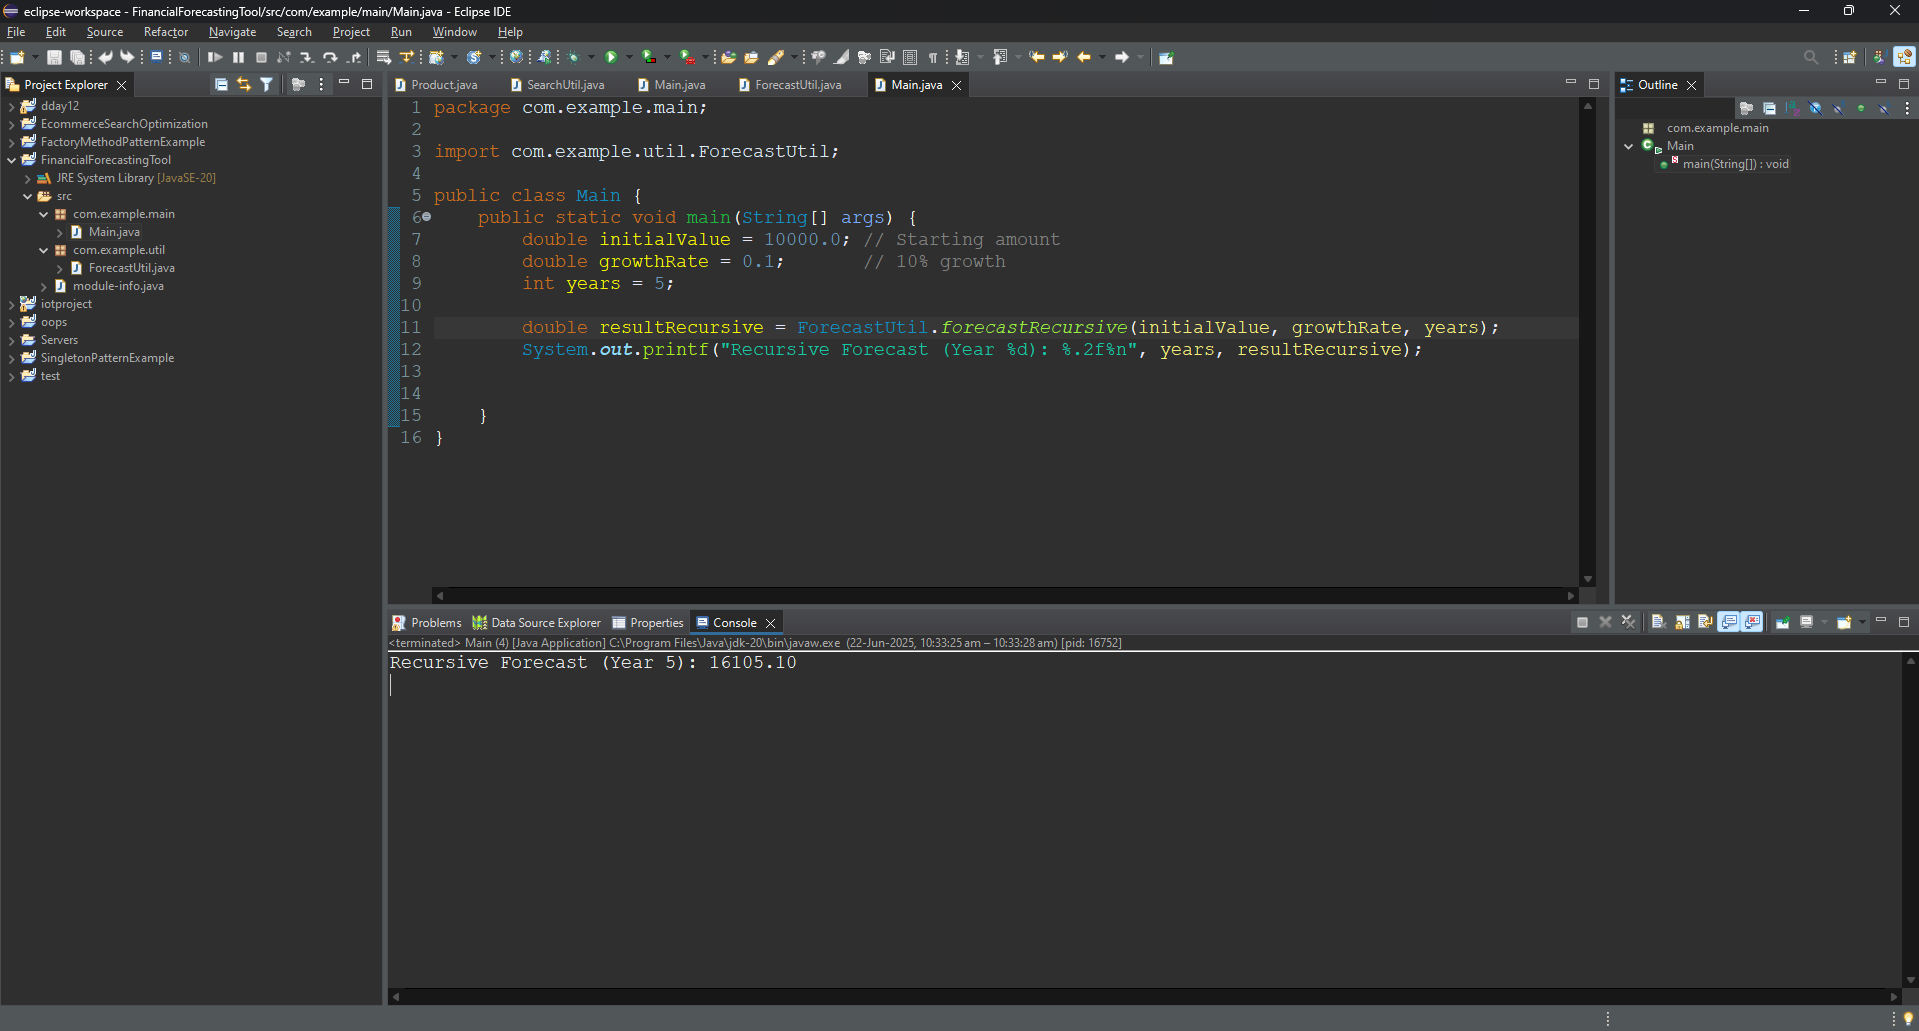 eclipse-workspace - FinancialForecastingTool/src/com/example/main/Main.java - Eclipse IDE
File Edit Source Refactor Navigate Search Project Run Window Help
Project Explorer
dday12
EcommerceSearchOptimization
FactoryMethodPatternExample
FinancialForecastingTool
JRE System Library [JavaSE-20]
src
com.example.main
Main.java
com.example.util
ForecastUtil.java
module-info.java
iotproject
oops
Servers
SingletonPatternExample
test
Product.java SearchUtil.java Main.java ForecastUtil.java Main.java
1 package com.example.main;
2
3 import com.example.util.ForecastUtil;
4
5 public class Main {
6 public static void main(String[] args) {
7 double initialValue = 10000.0; // Starting amount
8 double growthRate = 0.1; // 10% growth
9 int years = 5;
10
11 double resultRecursive = ForecastUtil.forecastRecursive(initialValue, growthRate, years);
12 System.out.printf("Recursive Forecast (Year %d): %.2f%n", years, resultRecursive);
13
14
15 }
16 }
Outline
com.example.main
Main
main(String[]) : void
Problems Data Source Explorer Properties Console
<terminated> Main (4) [Java Application] C:\Program Files\Java\jdk-20\bin\javaw.exe (22-Jun-2025, 10:33:25 am – 10:33:28 am) [pid: 16752]
Recursive Forecast (Year 5): 16105.10